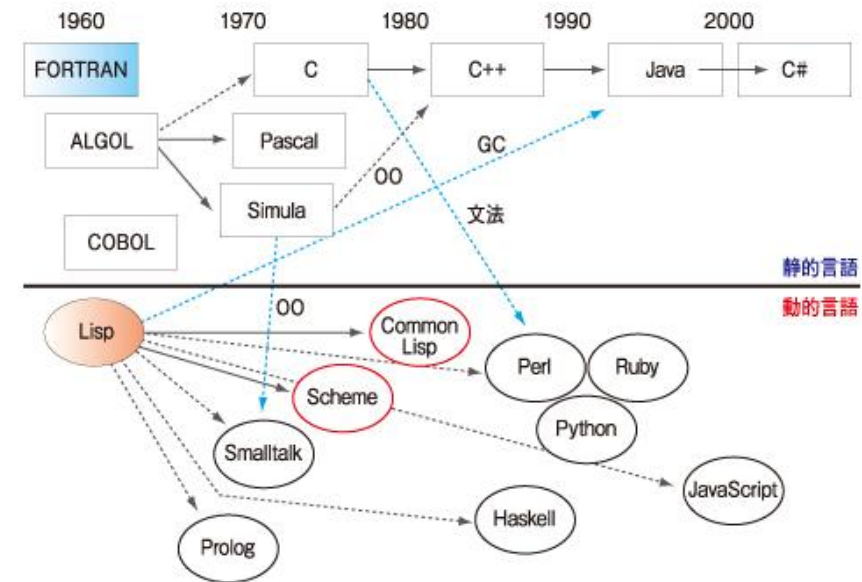 1960 1970 1980 1990 2000
FORTRAN C C++ Java C#
ALGOL Pascal GC
OO
Simula 文法
COBOL
静的言語
動的言語
OO
Lisp Common
Lisp
Perl Ruby
Scheme
Python
Smalltalk
JavaScript
Haskell
Prolog